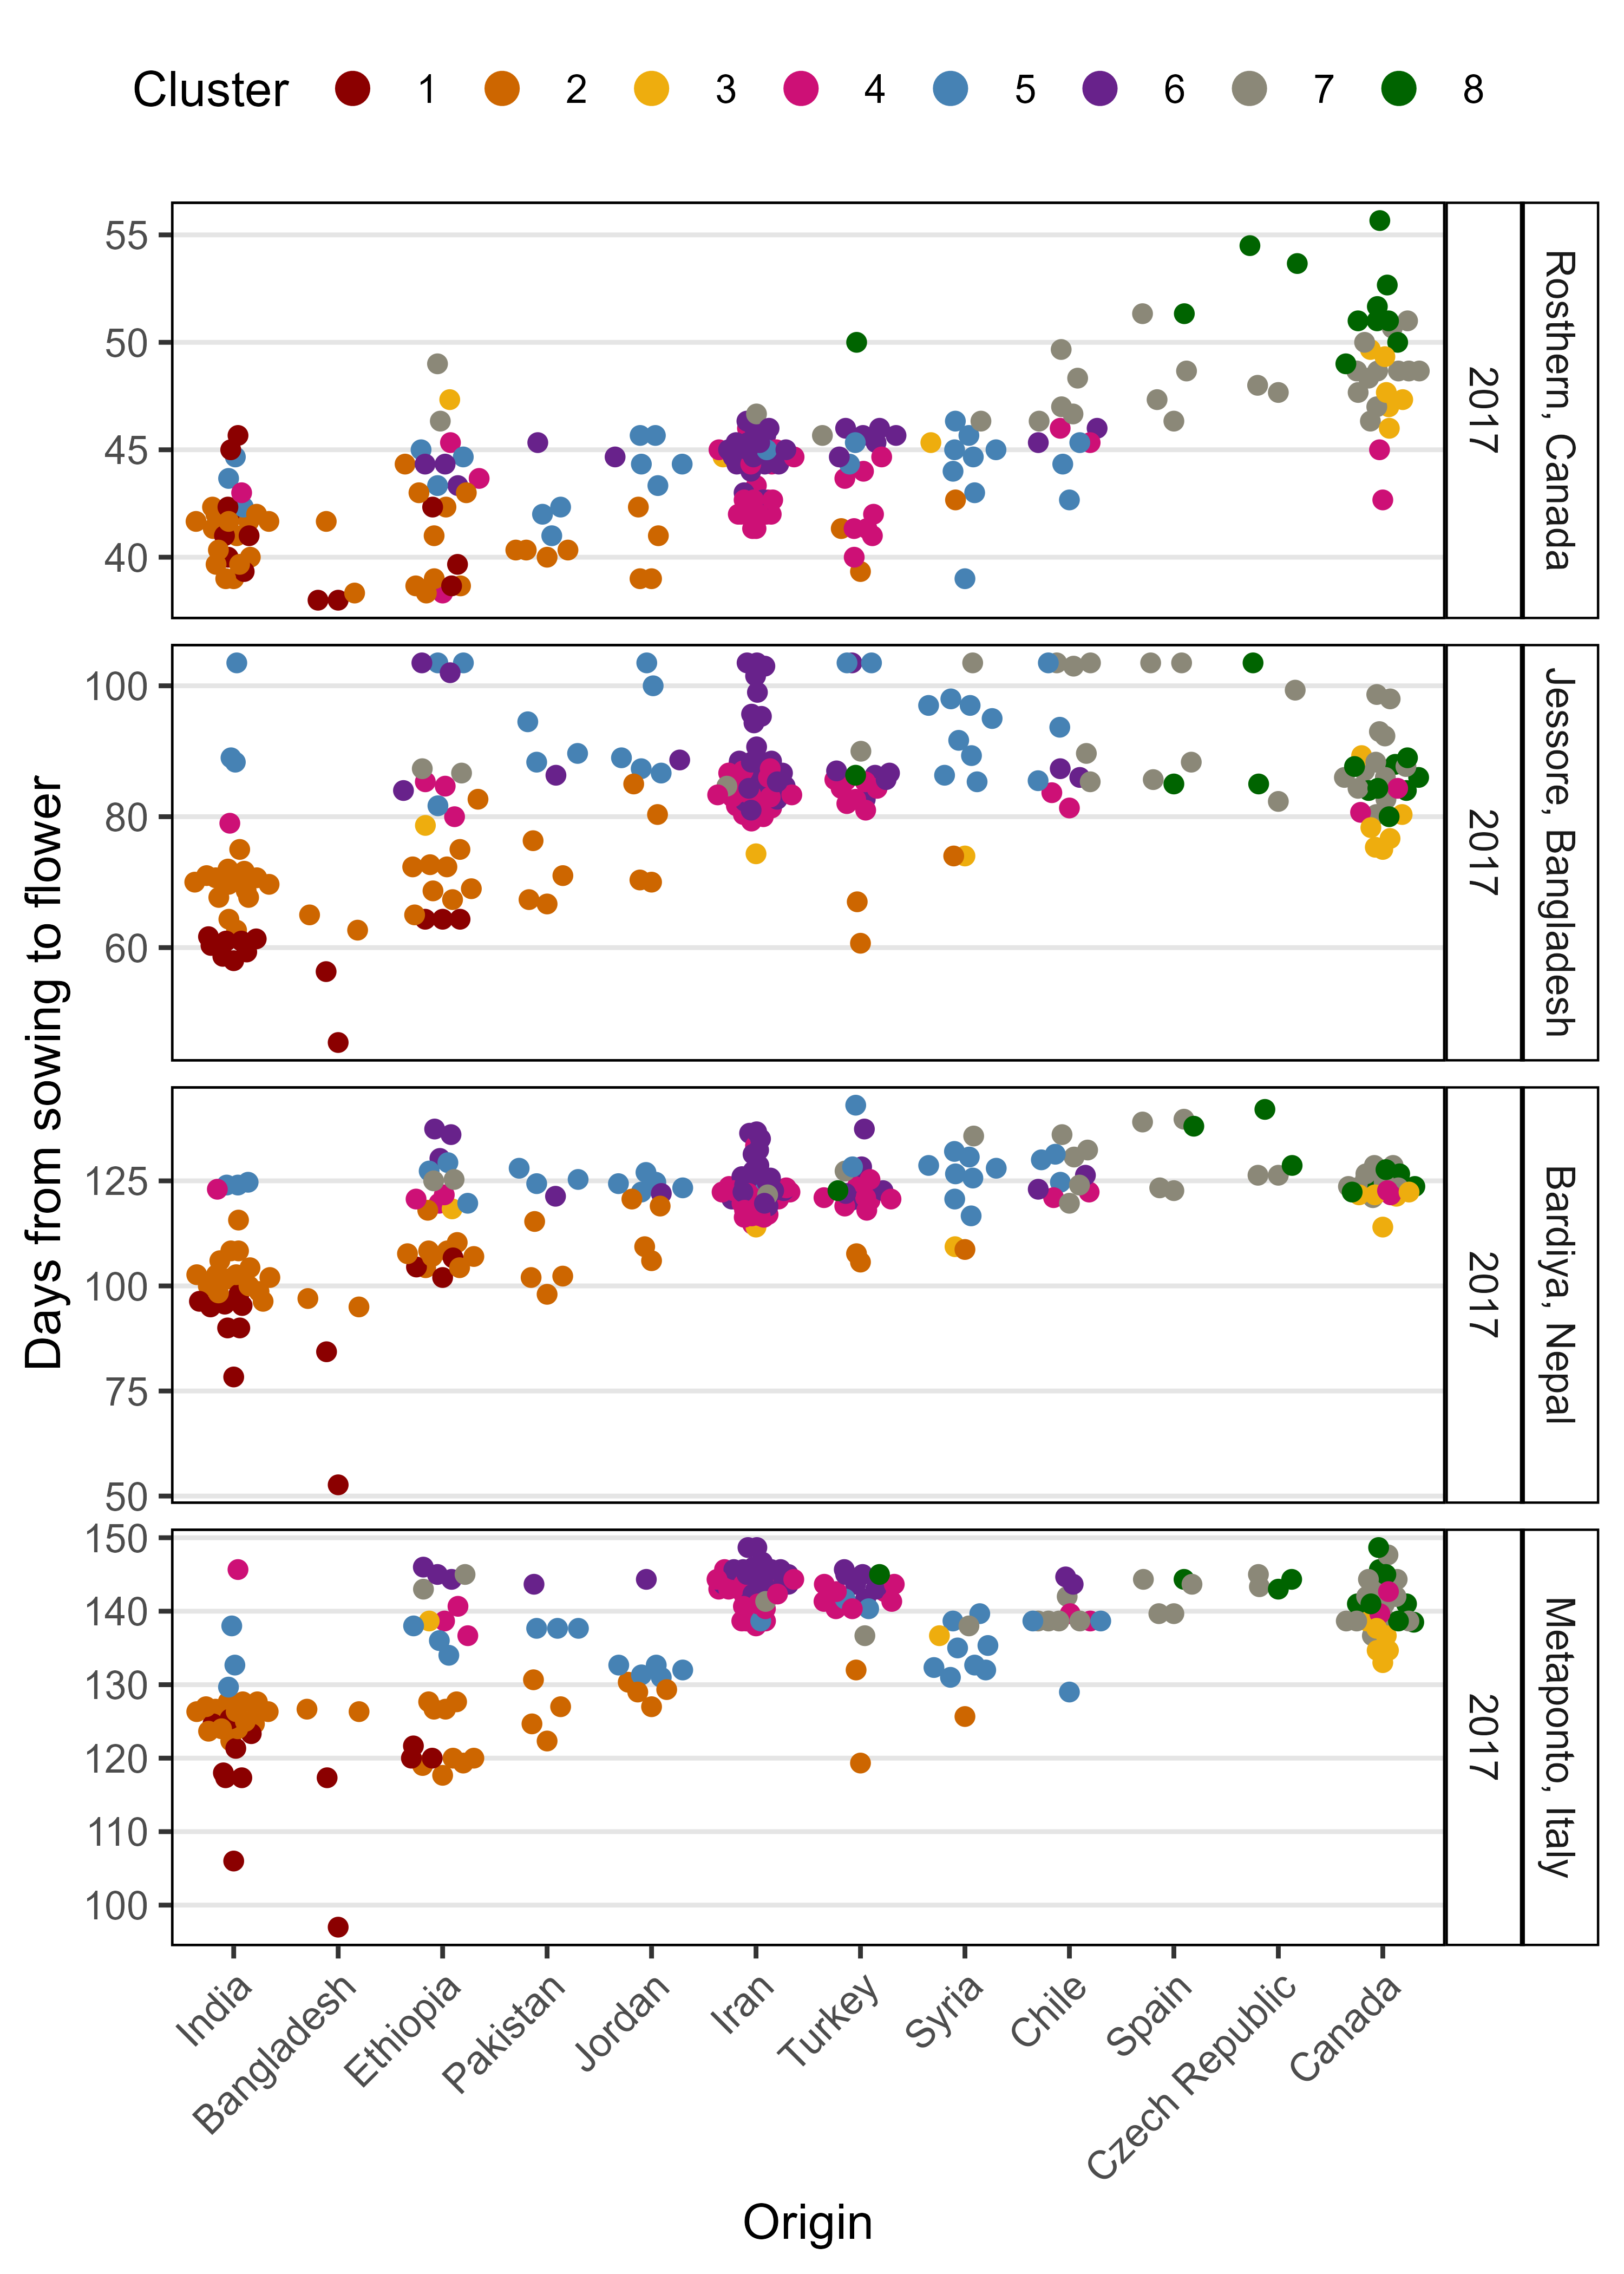 Cluster 1 2 3 4 5 6 7 8
Days from sowing to flower
55
50
45
40
2017
Rosthern, Canada
100
80
60
2017
Jessore, Bangladesh
125
100
75
50
2017
Bardiya, Nepal
150
140
130
120
110
100
2017
Metaponto, Italy
India
Bangladesh
Ethiopia
Pakistan
Jordan
Iran
Turkey
Syria
Chile
Spain
Czech Republic
Canada
Origin